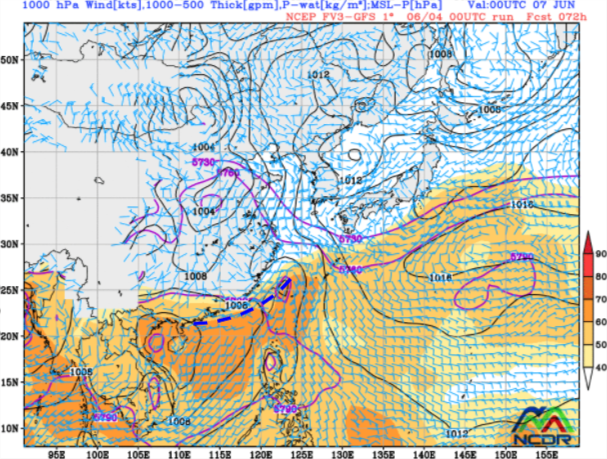 1000 hPa Wind[kts],1000-500 Thick[gpm],P-wat[kg/m²];MSL-P[hPa] Val:00UTC 07 JUN
NCEP FV3-GFS 1° 06/04 00UTC run Fcst 072h
50N
1008
1012
45N
1008
1004
40N
5730
5760
1012
35N
1004
1016
30N
5730
5760
5790
1008
1016
25N
1008
20N
1008
15N
5790
5790
1008
1012
10N
90
80
70
60
50
40
NCDR
95E 100E 105E 110E 115E 120E 125E 130E 135E 140E 145E 150E 155E